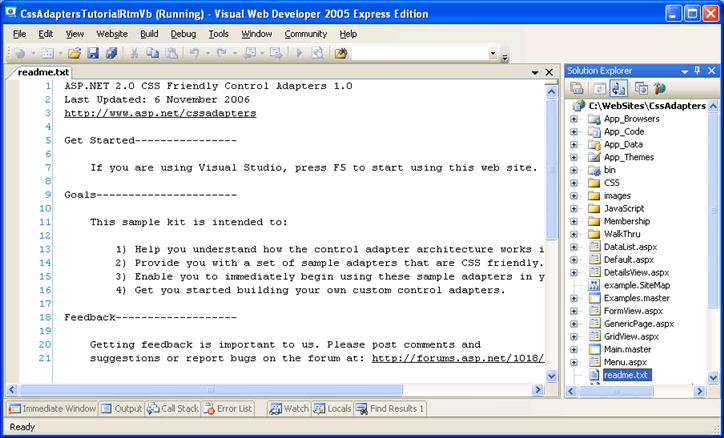 CssAdaptersTutorialRtmVb (Running) - Visual Web Developer 2005 Express Edition
File Edit View Website Build Debug Tools Window Community Help
readme.txt
1 ASP.NET 2.0 CSS Friendly Control Adapters 1.0
2 Last Updated: 6 November 2006
3 http://www.asp.net/cssadapters
4
5 Get Started----------------
6
7 If you are using Visual Studio, press F5 to start using this web site.
8
9 Goals----------------------
10
11 This sample kit is intended to:
12
13 1) Help you understand how the control adapter architecture works i
14 2) Provide you with a set of sample adapters that are CSS friendly.
15 3) Enable you to immediately begin using these sample adapters in y
16 4) Get you started building your own custom control adapters.
17
18 Feedback-------------------
19
20 Getting feedback is important to us. Please post comments and
21 suggestions or report bugs on the forum at: http://forums.asp.net/1018/
Solution Explorer
C:\WebSites\CssAdapters
App_Browsers
App_Code
App_Data
App_Themes
bin
CSS
images
JavaScript
Membership
WalkThru
DataList.aspx
Default.aspx
DetailsView.aspx
example.SiteMap
Examples.master
FormView.aspx
GenericPage.aspx
GridView.aspx
Main.master
Menu.aspx
readme.txt
Immediate Window Output Call Stack Error List Watch Locals Find Results 1
Ready